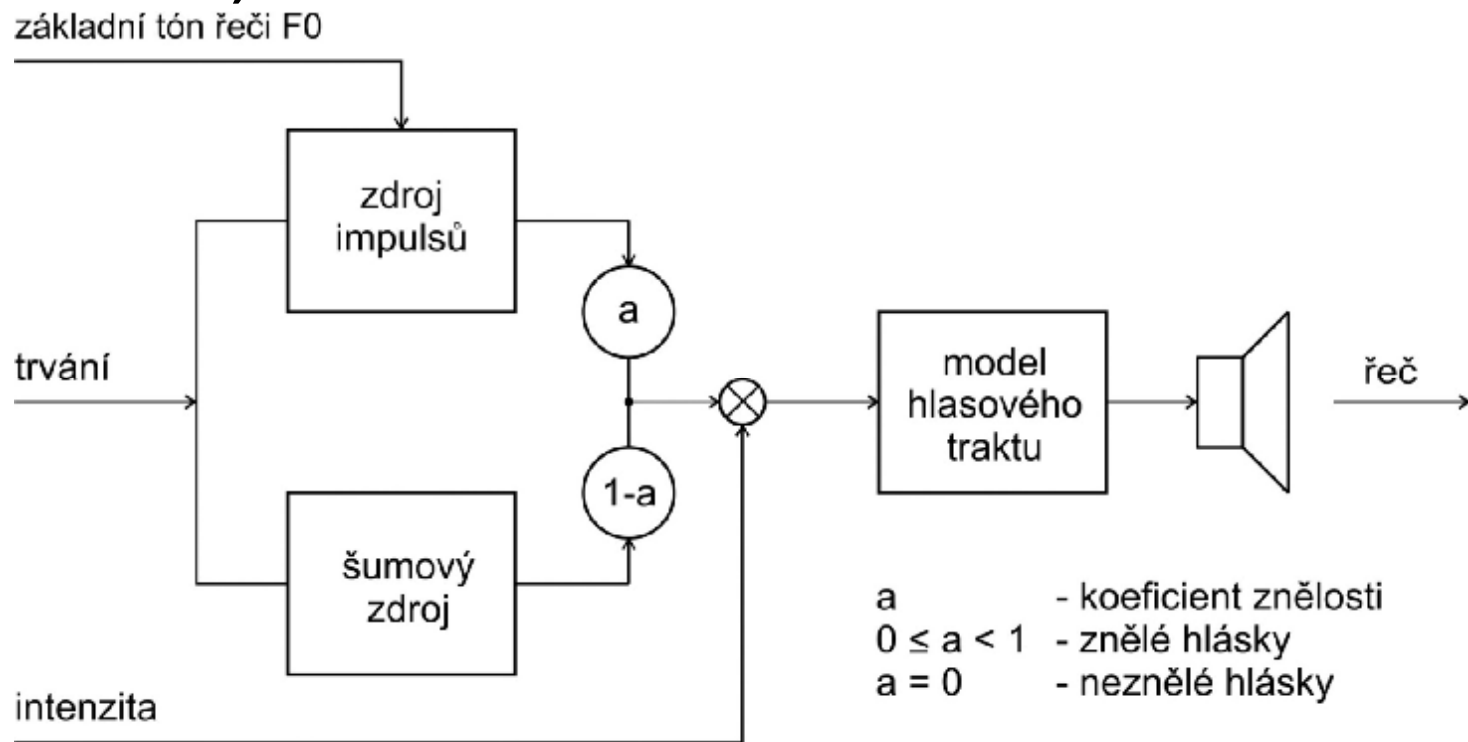 základní tón řeči F0
zdroj
impulsů
a
trvání
model
hlasového
traktu
řeč
1-a
šumový
zdroj
a - koeficient znělosti
0 ≤ a < 1 - znělé hlásky
a = 0 - neznělé hlásky
intenzita